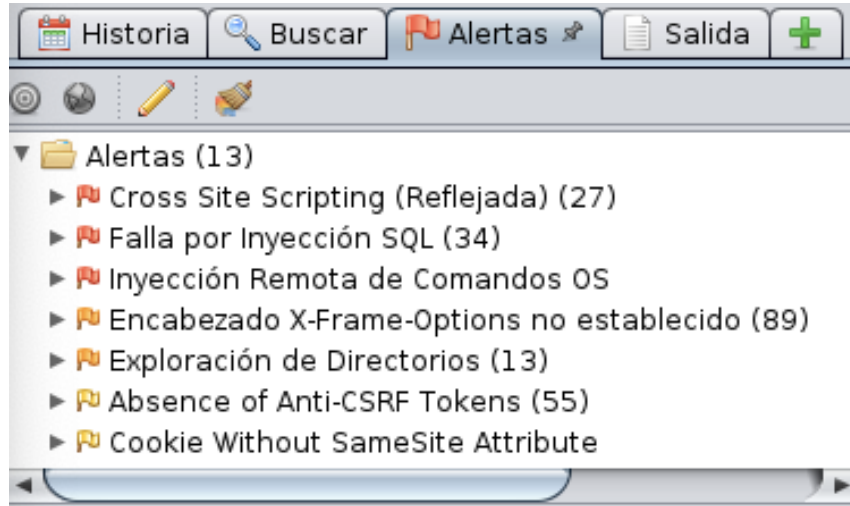 Historia Buscar Alertas Salida
Alertas (13)
Cross Site Scripting (Reflejada) (27)
Falla por Inyección SQL (34)
Inyección Remota de Comandos OS
Encabezado X-Frame-Options no establecido (89)
Exploración de Directorios (13)
Absence of Anti-CSRF Tokens (55)
Cookie Without SameSite Attribute